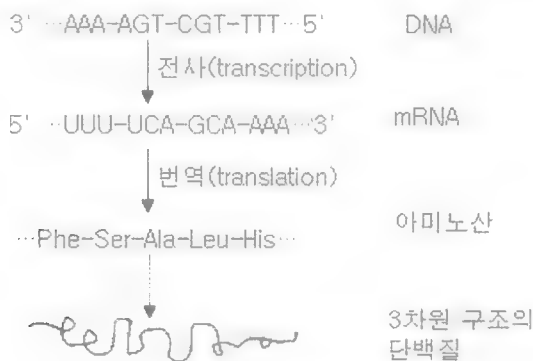 3' ···AAA-AGT-CGT-TTT···5' DNA
전사(transcription)
5' ···UUU-UCA-GCA-AAA···3' mRNA
번역(translation)
···Phe-Ser-Ala-Leu-His··· 아미노산
3차원 구조의
단백질